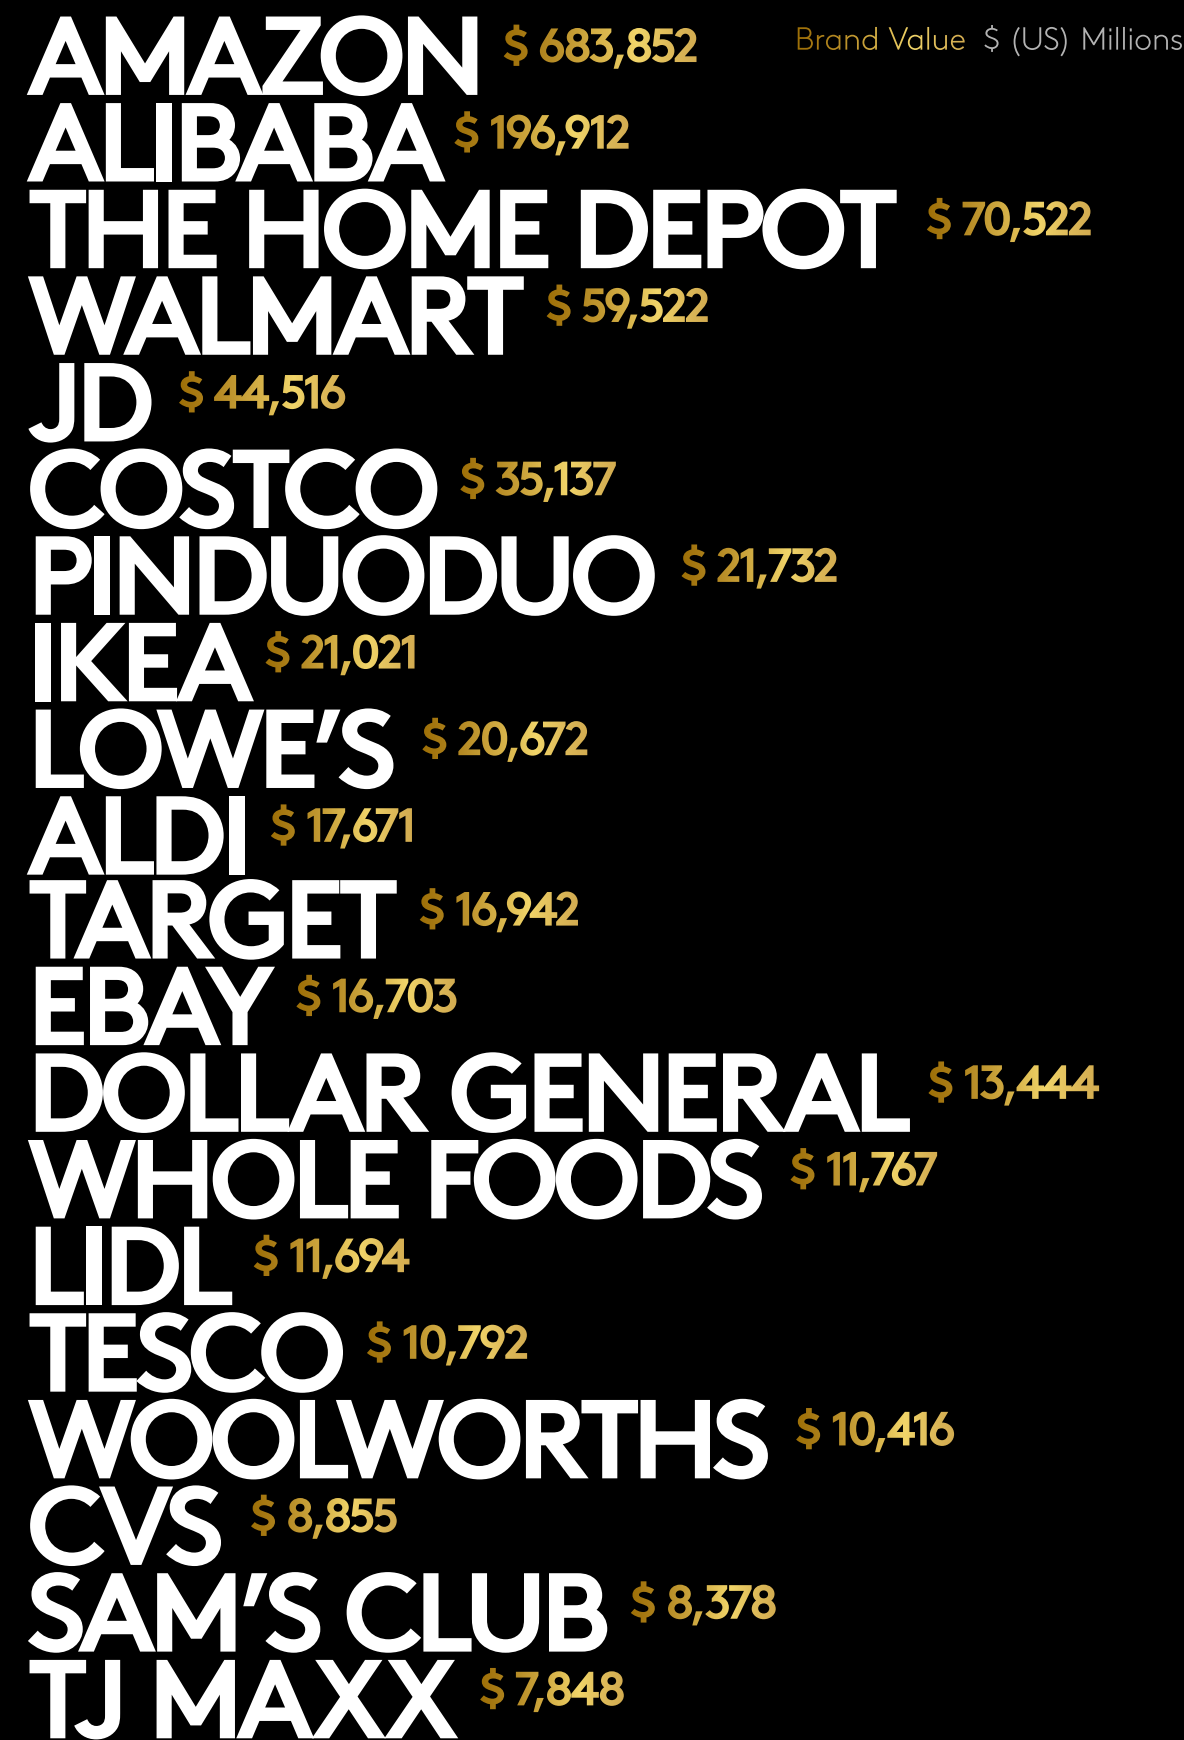 AMAZON $ 683,852 Brand Value $ (US) Millions
ALIBABA $ 196,912
THE HOME DEPOT $ 70,522
WALMART $ 59,522
JD $ 44,516
COSTCO $ 35,137
PINDUODUO $ 21,732
IKEA $ 21,021
LOWE’S $ 20,672
ALDI $ 17,671
TARGET $ 16,942
EBAY $ 16,703
DOLLAR GENERAL $ 13,444
WHOLE FOODS $ 11,767
LIDL $ 11,694
TESCO $ 10,792
WOOLWORTHS $ 10,416
CVS $ 8,855
SAM’S CLUB $ 8,378
TJ MAXX $ 7,848